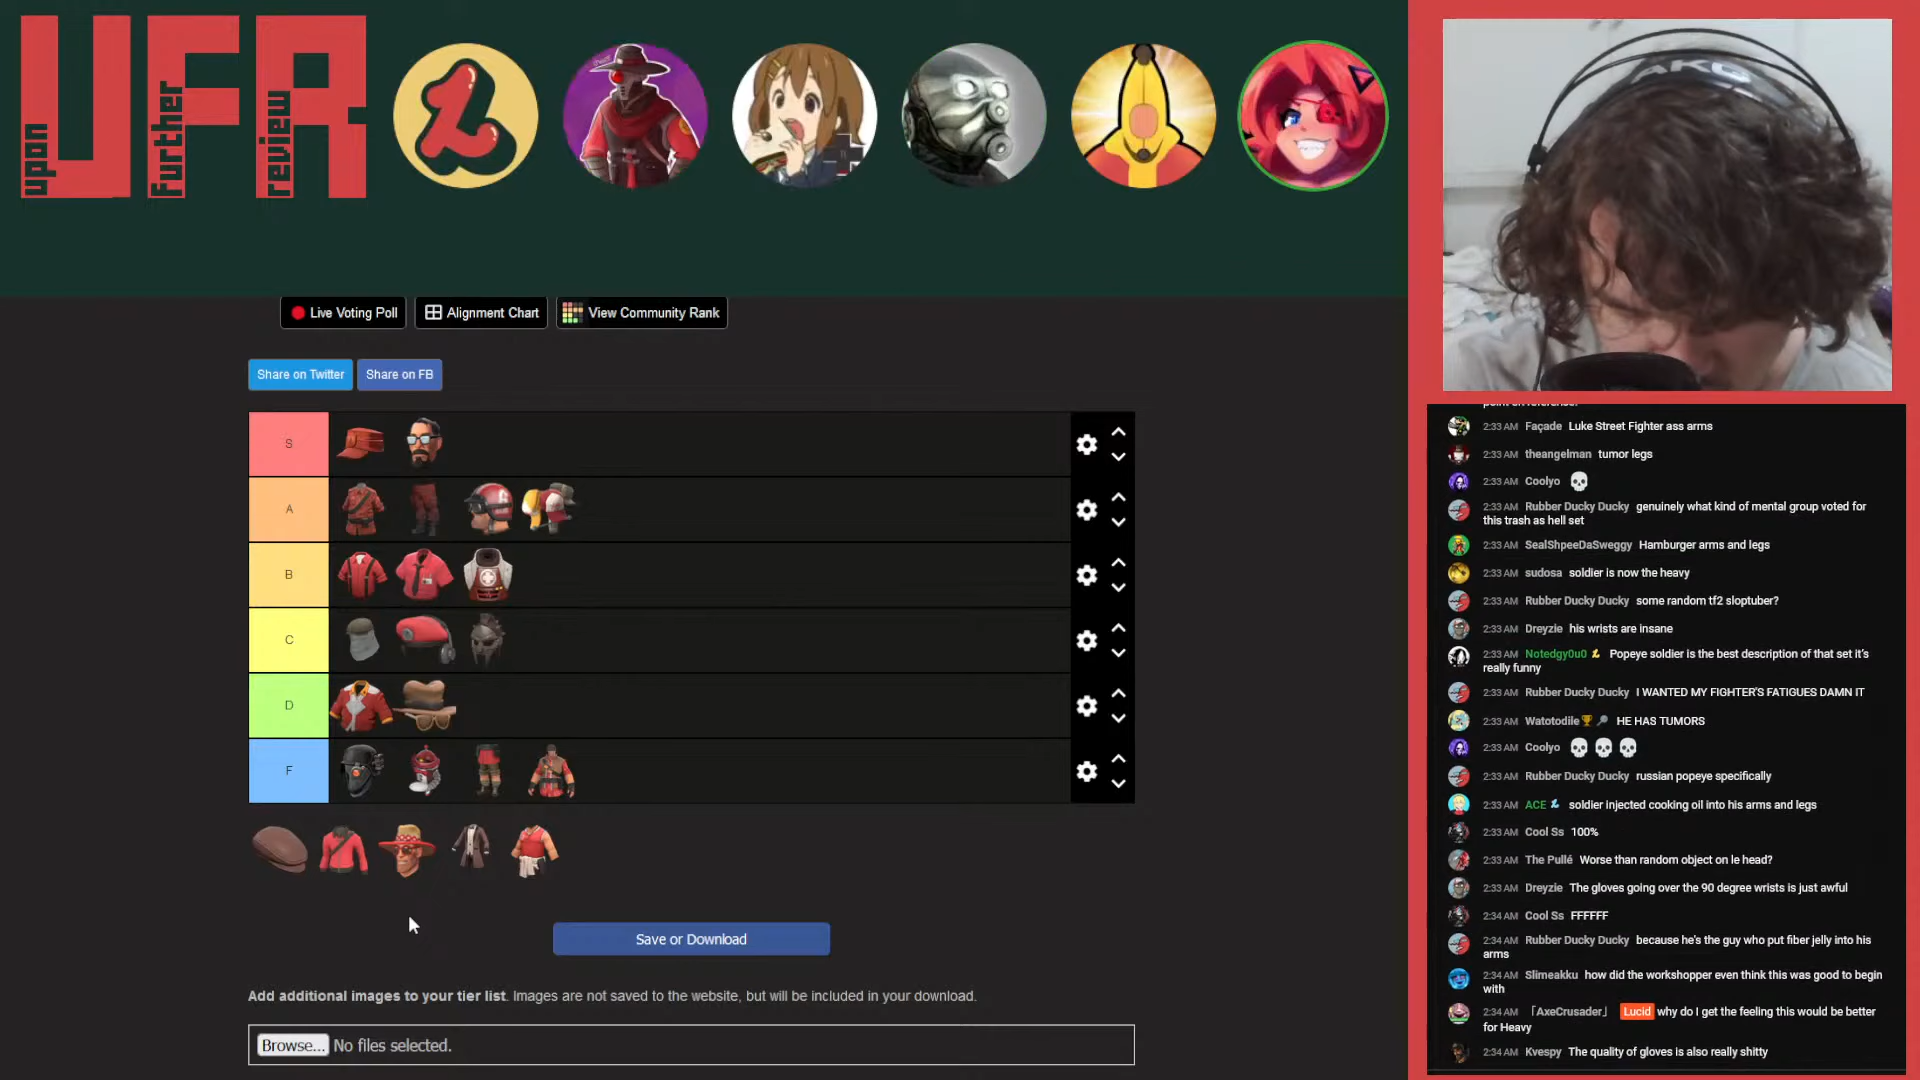 UFR
upon
further
review
AKG
Live Voting Poll
Alignment Chart
View Community Rank
Share on Twitter
Share on FB
S
A
B
C
D
F
Save or Download
Add additional images to your tier list. Images are not saved to the website, but will be included in your download.
Browse... No files selected.
2:33 AM Façade Luke Street Fighter ass arms
2:33 AM theangelman tumor legs
2:33 AM Coolyo
2:33 AM Rubber Ducky Ducky genuinely what kind of mental group voted for
this trash as hell set
2:33 AM SealShpeeDaSweggy Hamburger arms and legs
2:33 AM sudosa soldier is now the heavy
2:33 AM Rubber Ducky Ducky some random tf2 sloptuber?
2:33 AM Dreyzie his wrists are insane
2:33 AM Notedgy0u0 Popeye soldier is the best description of that set it's
really funny
2:33 AM Rubber Ducky Ducky I WANTED MY FIGHTER'S FATIGUES DAMN IT
2:33 AM Watotodile HE HAS TUMORS
2:33 AM Coolyo
2:33 AM Rubber Ducky Ducky russian popeye specifically
2:33 AM ACE soldier injected cooking oil into his arms and legs
2:33 AM Cool Ss 100%
2:33 AM The Pullé Worse than random object on le head?
2:33 AM Dreyzie The gloves going over the 90 degree wrists is just awful
2:34 AM Cool Ss FFFFFF
2:34 AM Rubber Ducky Ducky because he's the guy who put fiber jelly into his
arms
2:34 AM Slimeakku how did the workshopper even think this was good to begin
with
2:34 AM 「AxeCrusader」 Lucid why do I get the feeling this would be better
for Heavy
2:34 AM Kvespy The quality of gloves is also really shitty